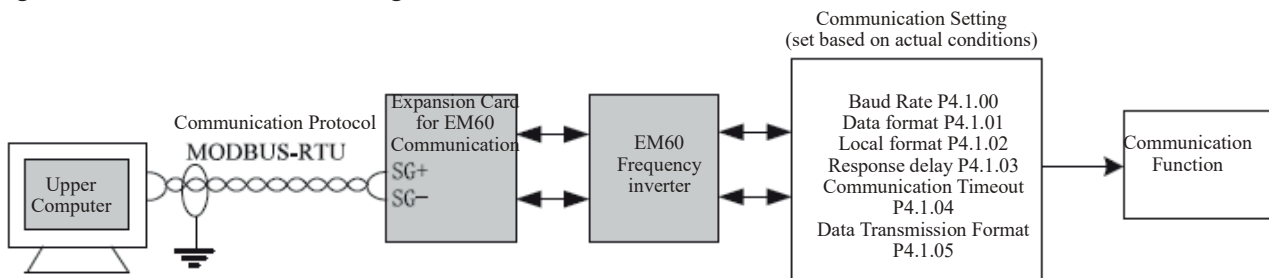 Communication Setting
(set based on actual conditions)
Communication Protocol
MODBUS-RTU
Upper
Computer
Expansion Card
for EM60
Communication
SG+
SG−
EM60
Frequency
inverter
Baud Rate P4.1.00
Data format P4.1.01
Local format P4.1.02
Response delay P4.1.03
Communication Timeout
P4.1.04
Data Transmission Format
P4.1.05
Communication
Function